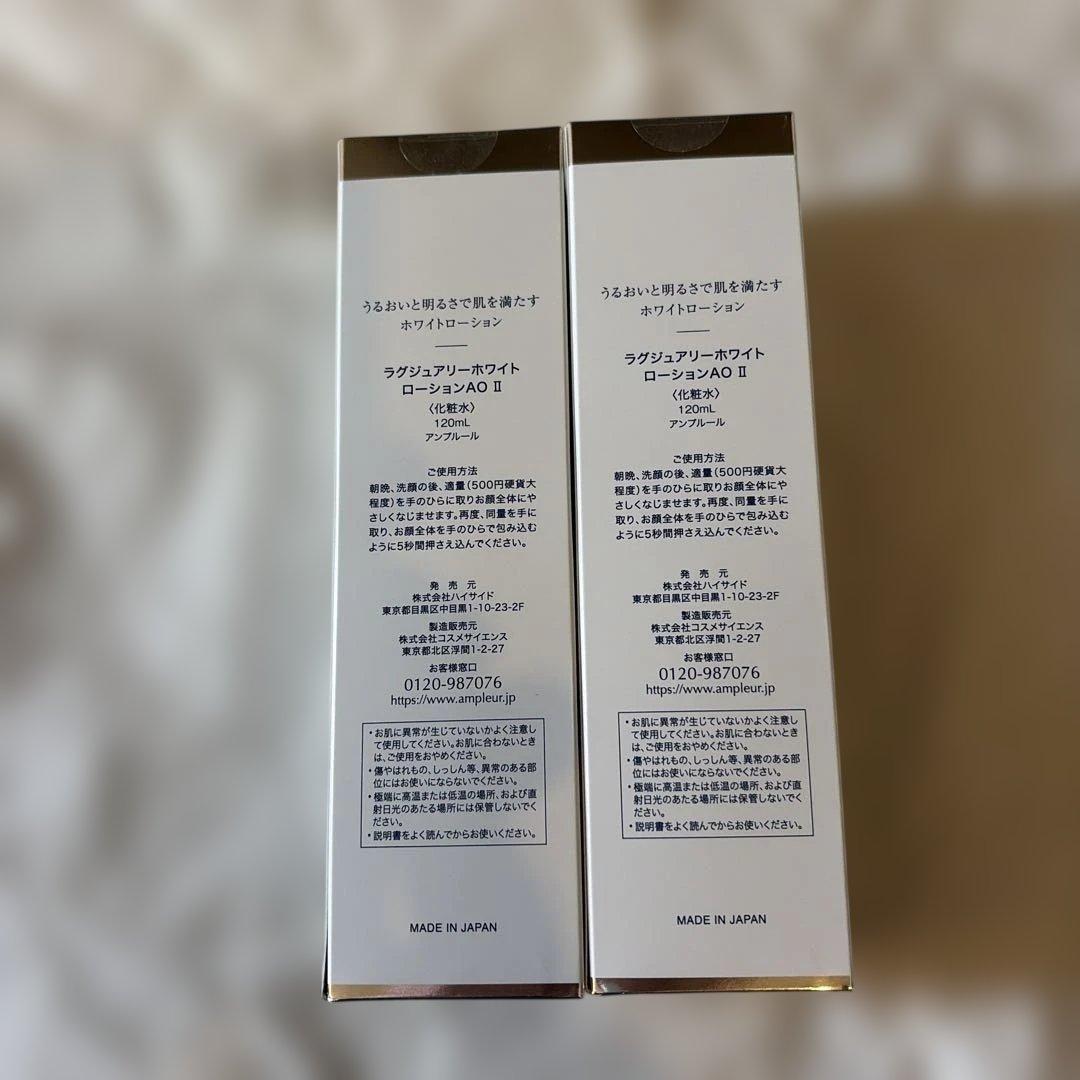 うるおいと明るさで肌を満たす
ホワイトローション
ラグジュアリーホワイト
ローションAO II
〈化粧水〉
120mL
アンプルール
ご使用方法
朝晩、洗顔の後、適量(500円硬貨大
程度)を手のひらに取りお顔全体にや
さしくなじませます。再度、同量を手に
取り、お顔全体を手のひらで包み込む
ように5秒間押さえ込んでください。
発 売 元
株式会社ハイサイド
東京都目黒区中目黒1-10-23-2F
製造販売元
株式会社コスメサイエンス
東京都北区浮間1-2-27
お客様窓口
0120-987076
https://www.ampleur.jp
・お肌に異常が生じていないかよく注意し
て使用してください。お肌に合わないとき
は、ご使用をおやめください。
・傷やはれもの、しっしん等、異常のある部
位にはお使いにならないでください。
・極端に高温または低温の場所、および直
射日光のあたる場所には保管しないでく
ださい。
・説明書をよく読んでからお使いください。
MADE IN JAPAN
うるおいと明るさで肌を満たす
ホワイトローション
ラグジュアリーホワイト
ローションAO II
〈化粧水〉
120mL
アンプルール
ご使用方法
朝晩、洗顔の後、適量(500円硬貨大
程度)を手のひらに取りお顔全体にや
さしくなじませます。再度、同量を手に
取り、お顔全体を手のひらで包み込む
ように5秒間押さえ込んでください。
発 売 元
株式会社ハイサイド
東京都目黒区中目黒1-10-23-2F
製造販売元
株式会社コスメサイエンス
東京都北区浮間1-2-27
お客様窓口
0120-987076
https://www.ampleur.jp
・お肌に異常が生じていないかよく注意し
て使用してください。お肌に合わないとき
は、ご使用をおやめください。
・傷やはれもの、しっしん等、異常のある部
位にはお使いにならないでください。
・極端に高温または低温の場所、および直
射日光のあたる場所には保管しないでく
ださい。
・説明書をよく読んでからお使いください。
MADE IN JAPAN